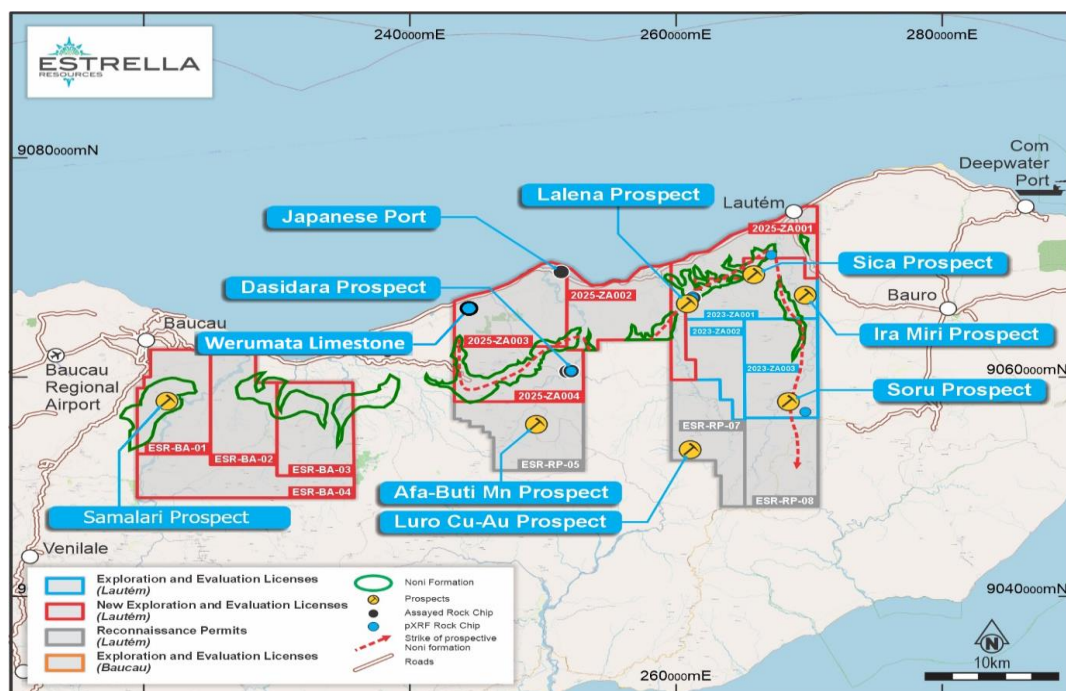 ESTRELLA
RESOURCES
240000mE
260000mE
280000mE
9080000mN
Com
Deepwater
Port
Lalena Prospect
Lautém
Japanese Port
2025-ZA001
Sica Prospect
Dasidara Prospect
2025-ZA002
Bauro
Baucau
Werumata Limestone
2025-ZA003
2023-ZA001
2023-ZA002
Ira Miri Prospect
Baucau
Regional
Airport
2023-ZA003
9060000mN
2025-ZA004
Soru Prospect
ESR-RP-07
ESR-BA-01
ESR-BA-02
ESR-BA-03
ESR-RP-05
ESR-BA-04
Afa-Buti Mn Prospect
ESR-RP-08
Samalari Prospect
Luro Cu-Au Prospect
Venilale
Exploration and Evaluation Licenses
(Lautém)
New Exploration and Evaluation Licenses
(Lautém)
Reconnaissance Permits
(Lautém)
Exploration and Evaluation Licenses
(Baucau)
Noni Formation
Prospects
Assayed Rock Chip
pXRF Rock Chip
Strike of prospective
Noni formation
Roads
9040000mN
N
10km
260000mE